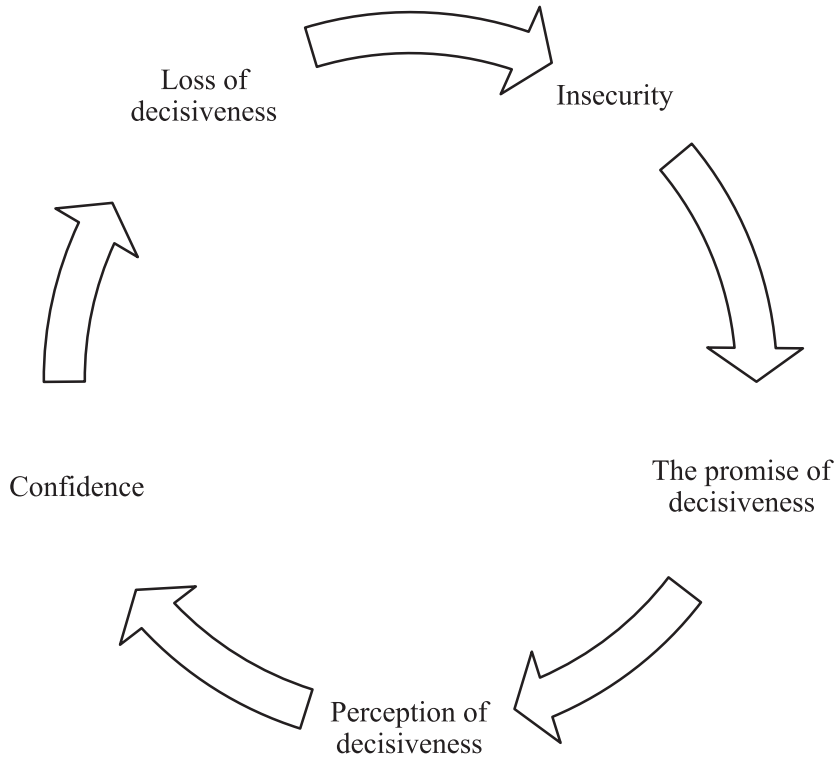 Loss of
decisiveness
Insecurity
The promise of
decisiveness
Perception of
decisiveness
Confidence